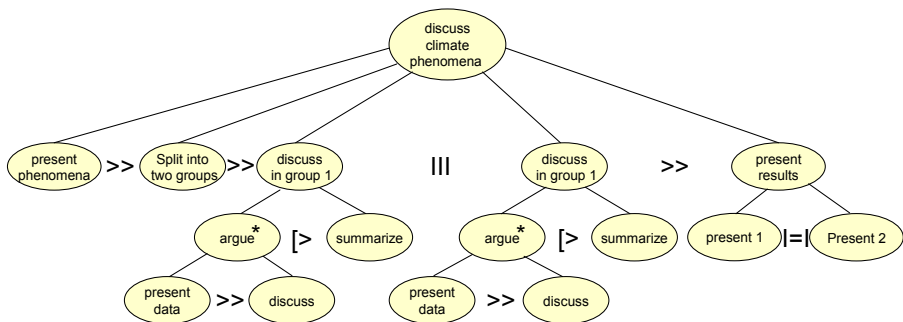 discuss
climate
phenomena
present
phenomena
>>
Split into
two groups
>>
discuss
in group 1
|||
discuss
in group 1
>>
present
results
argue*
[>
summarize
argue*
[>
summarize
present 1
|=|
Present 2
present
data
>>
discuss
present
data
>>
discuss